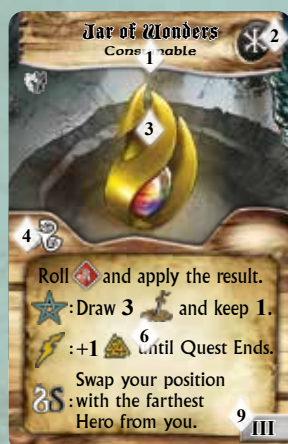 Jar of Wonders
Consumable
1
2
3
4
Roll and apply the result.
: Draw 3 and keep 1.
6
: +1 until Quest Ends.
Swap your position
: with the farthest
Hero from you.
9
III